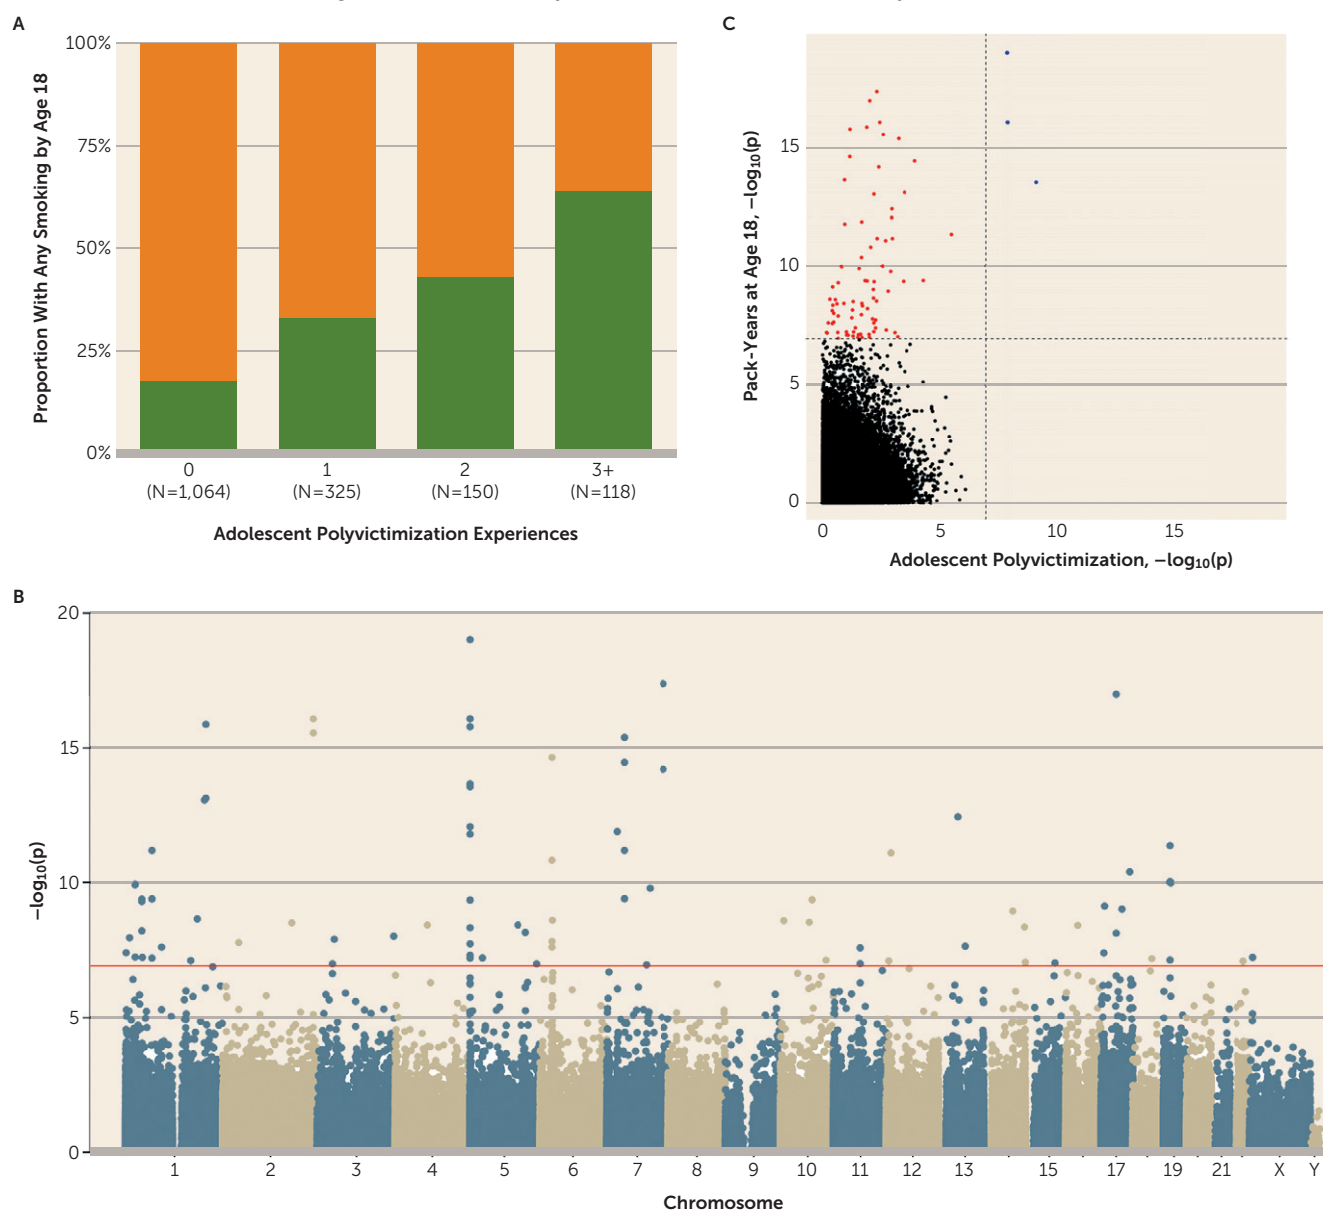 A
Proportion With Any Smoking by Age 18
100%
75%
50%
25%
0%
0 1 2 3+
(N=1,064) (N=325) (N=150) (N=118)
Adolescent Polyvictimization Experiences
C
Pack-Years at Age 18, −log₁₀(p)
15
10
5
0
0 5 10 15
Adolescent Polyvictimization, −log₁₀(p)
B
−log₁₀(p)
20
15
10
5
0
1 2 3 4 5 6 7 8 9 10 11 12 13 15 17 19 21 X Y
Chromosome